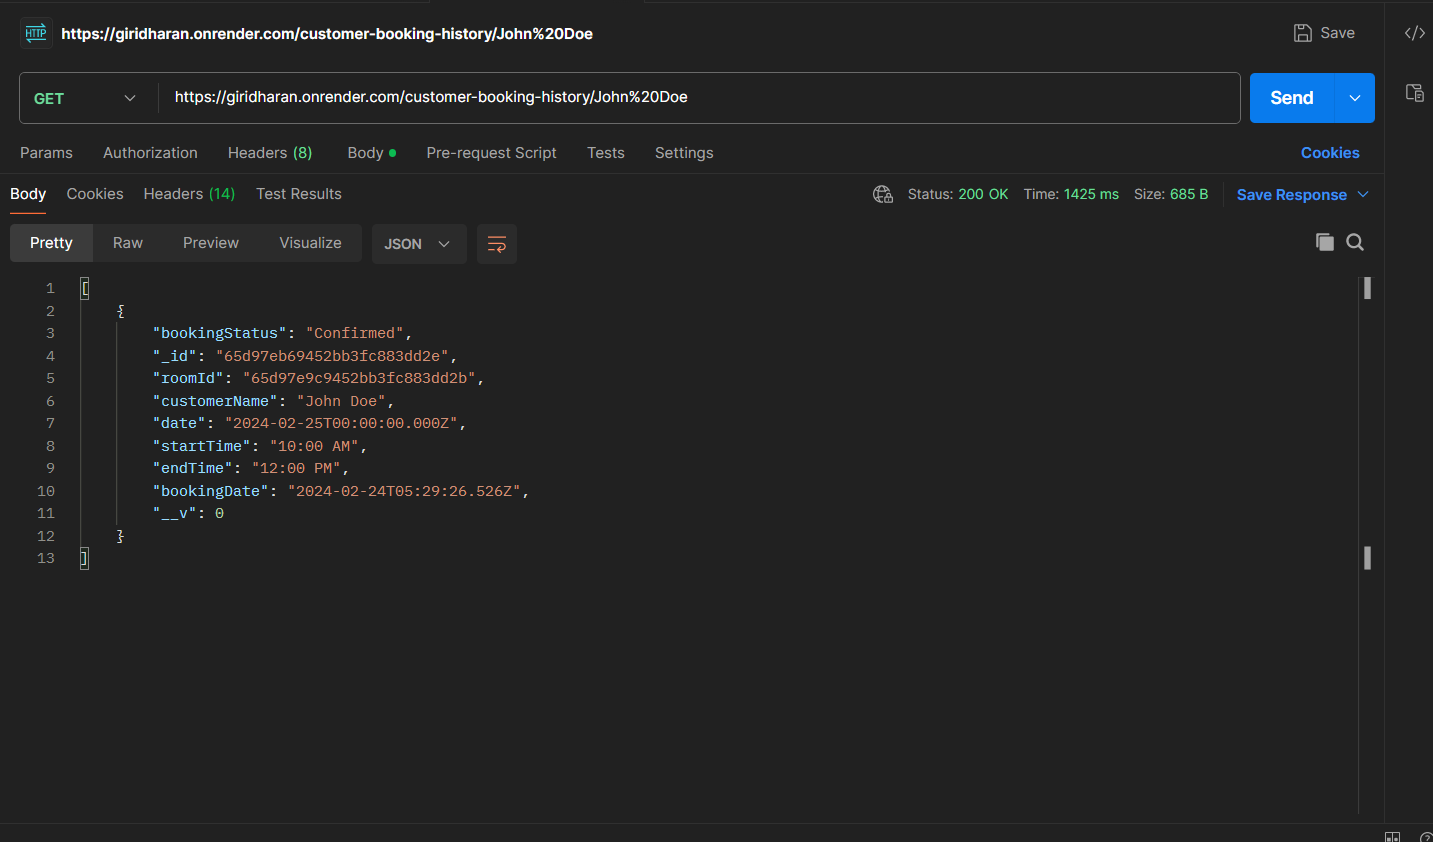 HTTP https://giridharan.onrender.com/customer-booking-history/John%20Doe Save
GET https://giridharan.onrender.com/customer-booking-history/John%20Doe Send
Params Authorization Headers (8) Body Pre-request Script Tests Settings Cookies
Body Cookies Headers (14) Test Results Status: 200 OK Time: 1425 ms Size: 685 B Save Response
Pretty Raw Preview Visualize JSON
1 [
2 {
3 "bookingStatus": "Confirmed",
4 "_id": "65d97eb69452bb3fc883dd2e",
5 "roomId": "65d97e9c9452bb3fc883dd2b",
6 "customerName": "John Doe",
7 "date": "2024-02-25T00:00:00.000Z",
8 "startTime": "10:00 AM",
9 "endTime": "12:00 PM",
10 "bookingDate": "2024-02-24T05:29:26.526Z",
11 "__v": 0
12 }
13 ]